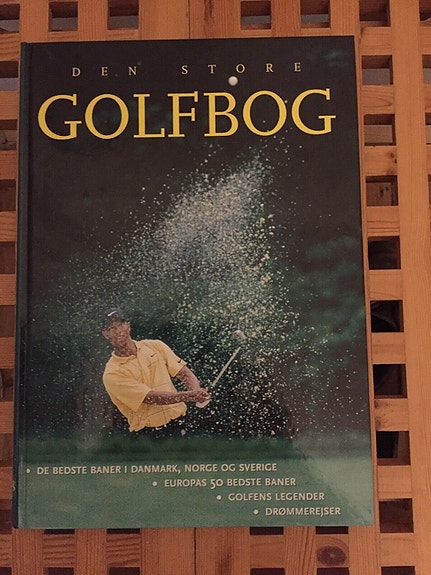 DEN STORE
GOLFBOG
• DE BEDSTE BANER I DANMARK, NORGE OG SVERIGE
• EUROPAS 50 BEDSTE BANER
• GOLFENS LEGENDER
• DRØMMEREJSER